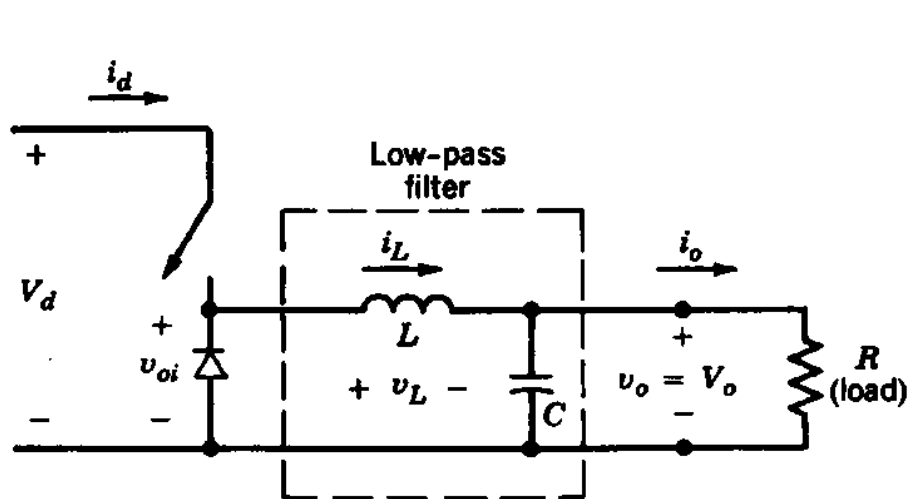 i_d
+
Low-pass
filter
i_L
i_o
V_d
+
v_oi
L
+ v_L −
C
+
v_o = V_o
R
(load)
−
−
−